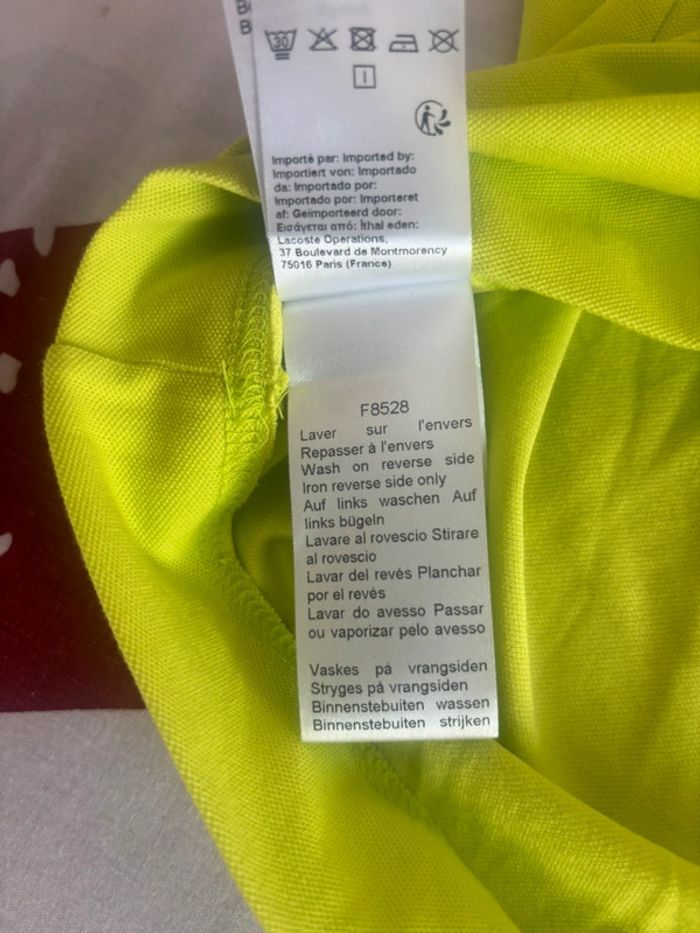 30
Importé par: Imported by:
Importiert von: Importado
da: Importado por:
Importado por: Importeret
af: Geïmporteerd door:
Εισάγεται από: İthal eden:
Lacoste Operations,
37 Boulevard de Montmorency
75016 Paris (France)
F8528
Laver sur l'envers
Repasser à l'envers
Wash on reverse side
Iron reverse side only
Auf links waschen Auf
links bügeln
Lavare al rovescio Stirare
al rovescio
Lavar del revés Planchar
por el revés
Lavar do avesso Passar
ou vaporizar pelo avesso
Vaskes på vrangsiden
Stryges på vrangsiden
Binnenstebuiten wassen
Binnenstebuiten strijken